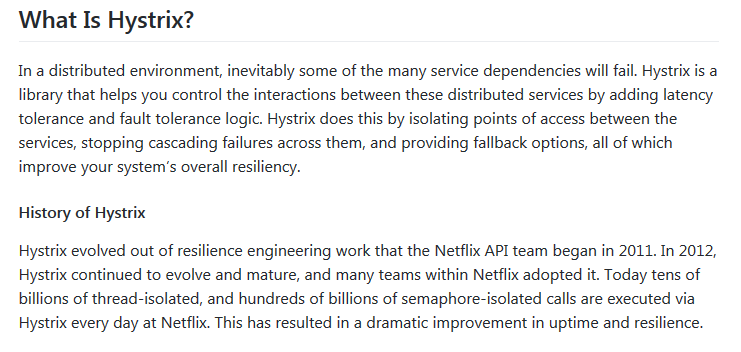 What Is Hystrix?
In a distributed environment, inevitably some of the many service dependencies will fail. Hystrix is a
library that helps you control the interactions between these distributed services by adding latency
tolerance and fault tolerance logic. Hystrix does this by isolating points of access between the
services, stopping cascading failures across them, and providing fallback options, all of which
improve your system's overall resiliency.
History of Hystrix
Hystrix evolved out of resilience engineering work that the Netflix API team began in 2011. In 2012,
Hystrix continued to evolve and mature, and many teams within Netflix adopted it. Today tens of
billions of thread-isolated, and hundreds of billions of semaphore-isolated calls are executed via
Hystrix every day at Netflix. This has resulted in a dramatic improvement in uptime and resilience.